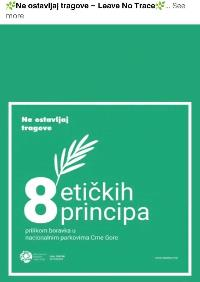 🌿Ne ostavljaj tragove – Leave No Trace🌿... See
more
Ne ostavljaj
tragove
8 etičkih
principa
prilikom boravka u
nacionalnim parkovima Crne Gore